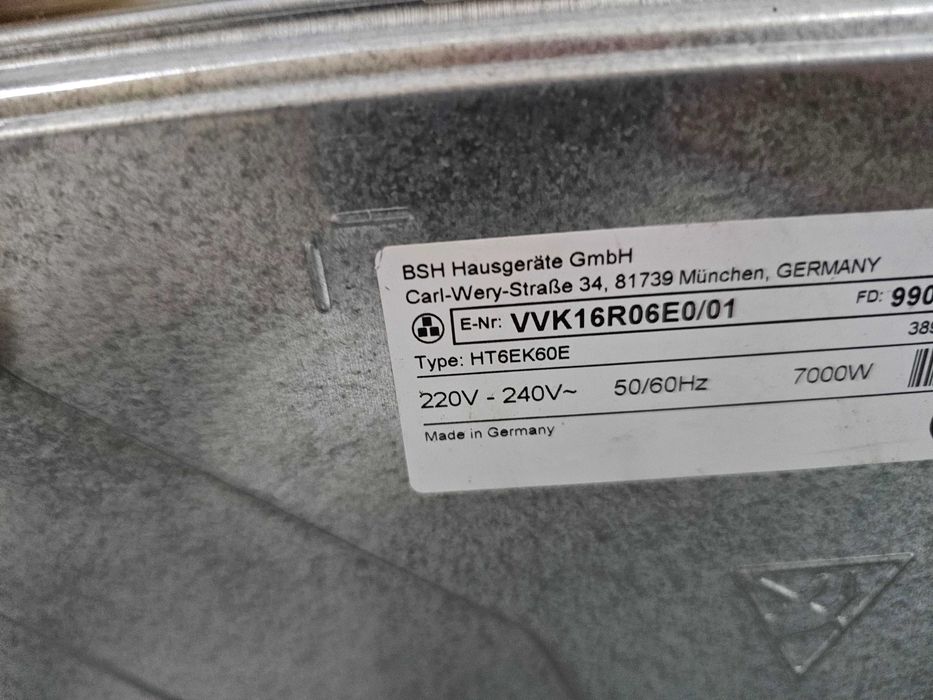 BSH Hausgeräte GmbH
Carl-Wery-Straße 34, 81739 München, GERMANY
E-Nr: VVK16R06E0/01 FD: 990
Type: HT6EK60E 389
220V - 240V~ 50/60Hz 7000W
Made in Germany